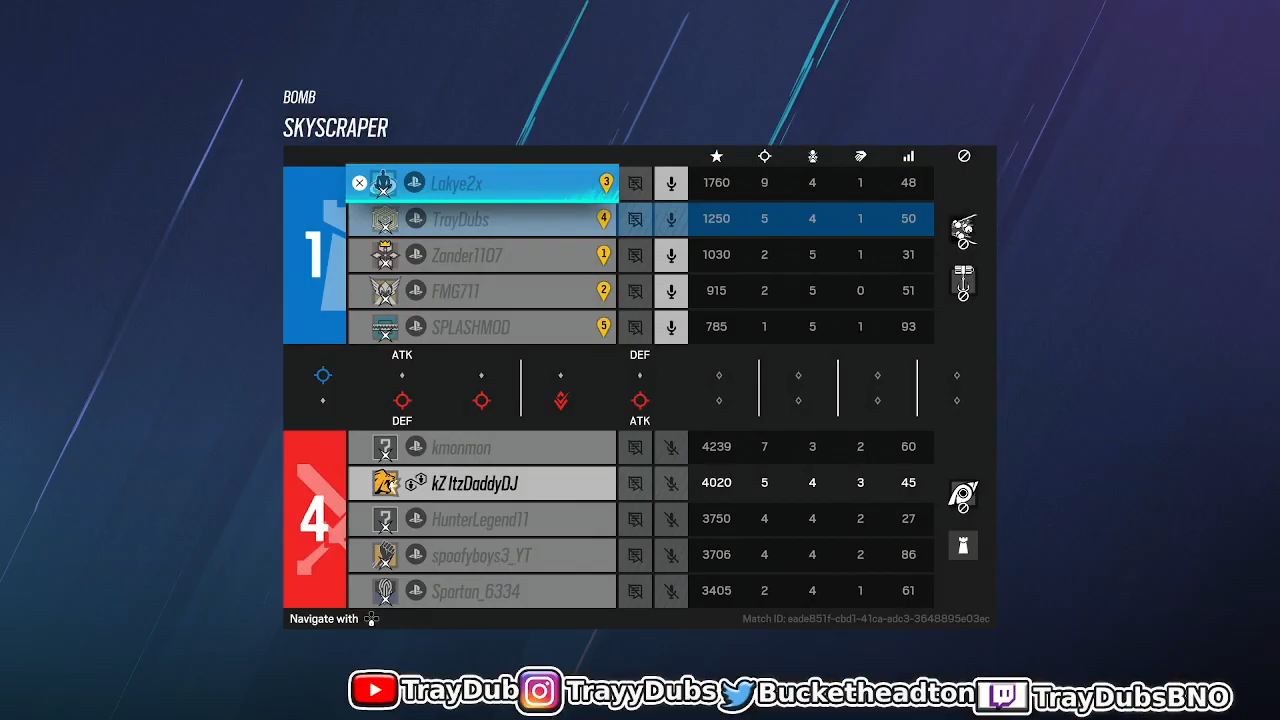 BOMB
SKYSCRAPER
1
Lakye2x 3 1760 9 4 1 48
TrayDubs 4 1250 5 4 1 50
Zander1107 1 1030 2 5 1 31
FMG711 2 915 2 5 0 51
SPLASHMOD 5 785 1 5 1 93
ATK DEF
DEF ATK
4
? kmonmon 4239 7 3 2 60
kZ ItzDaddyDJ 4020 5 4 3 45
? HunterLegend11 3750 4 4 2 27
spoofyboys3_YT 3706 4 4 2 86
Spartan_6334 3405 2 4 1 61
Navigate with
Match ID: eade851f-cbd1-41ca-adc3-3648895e03ec
TrayDub TrayyDubs Bucketheadton TrayDubsBNO